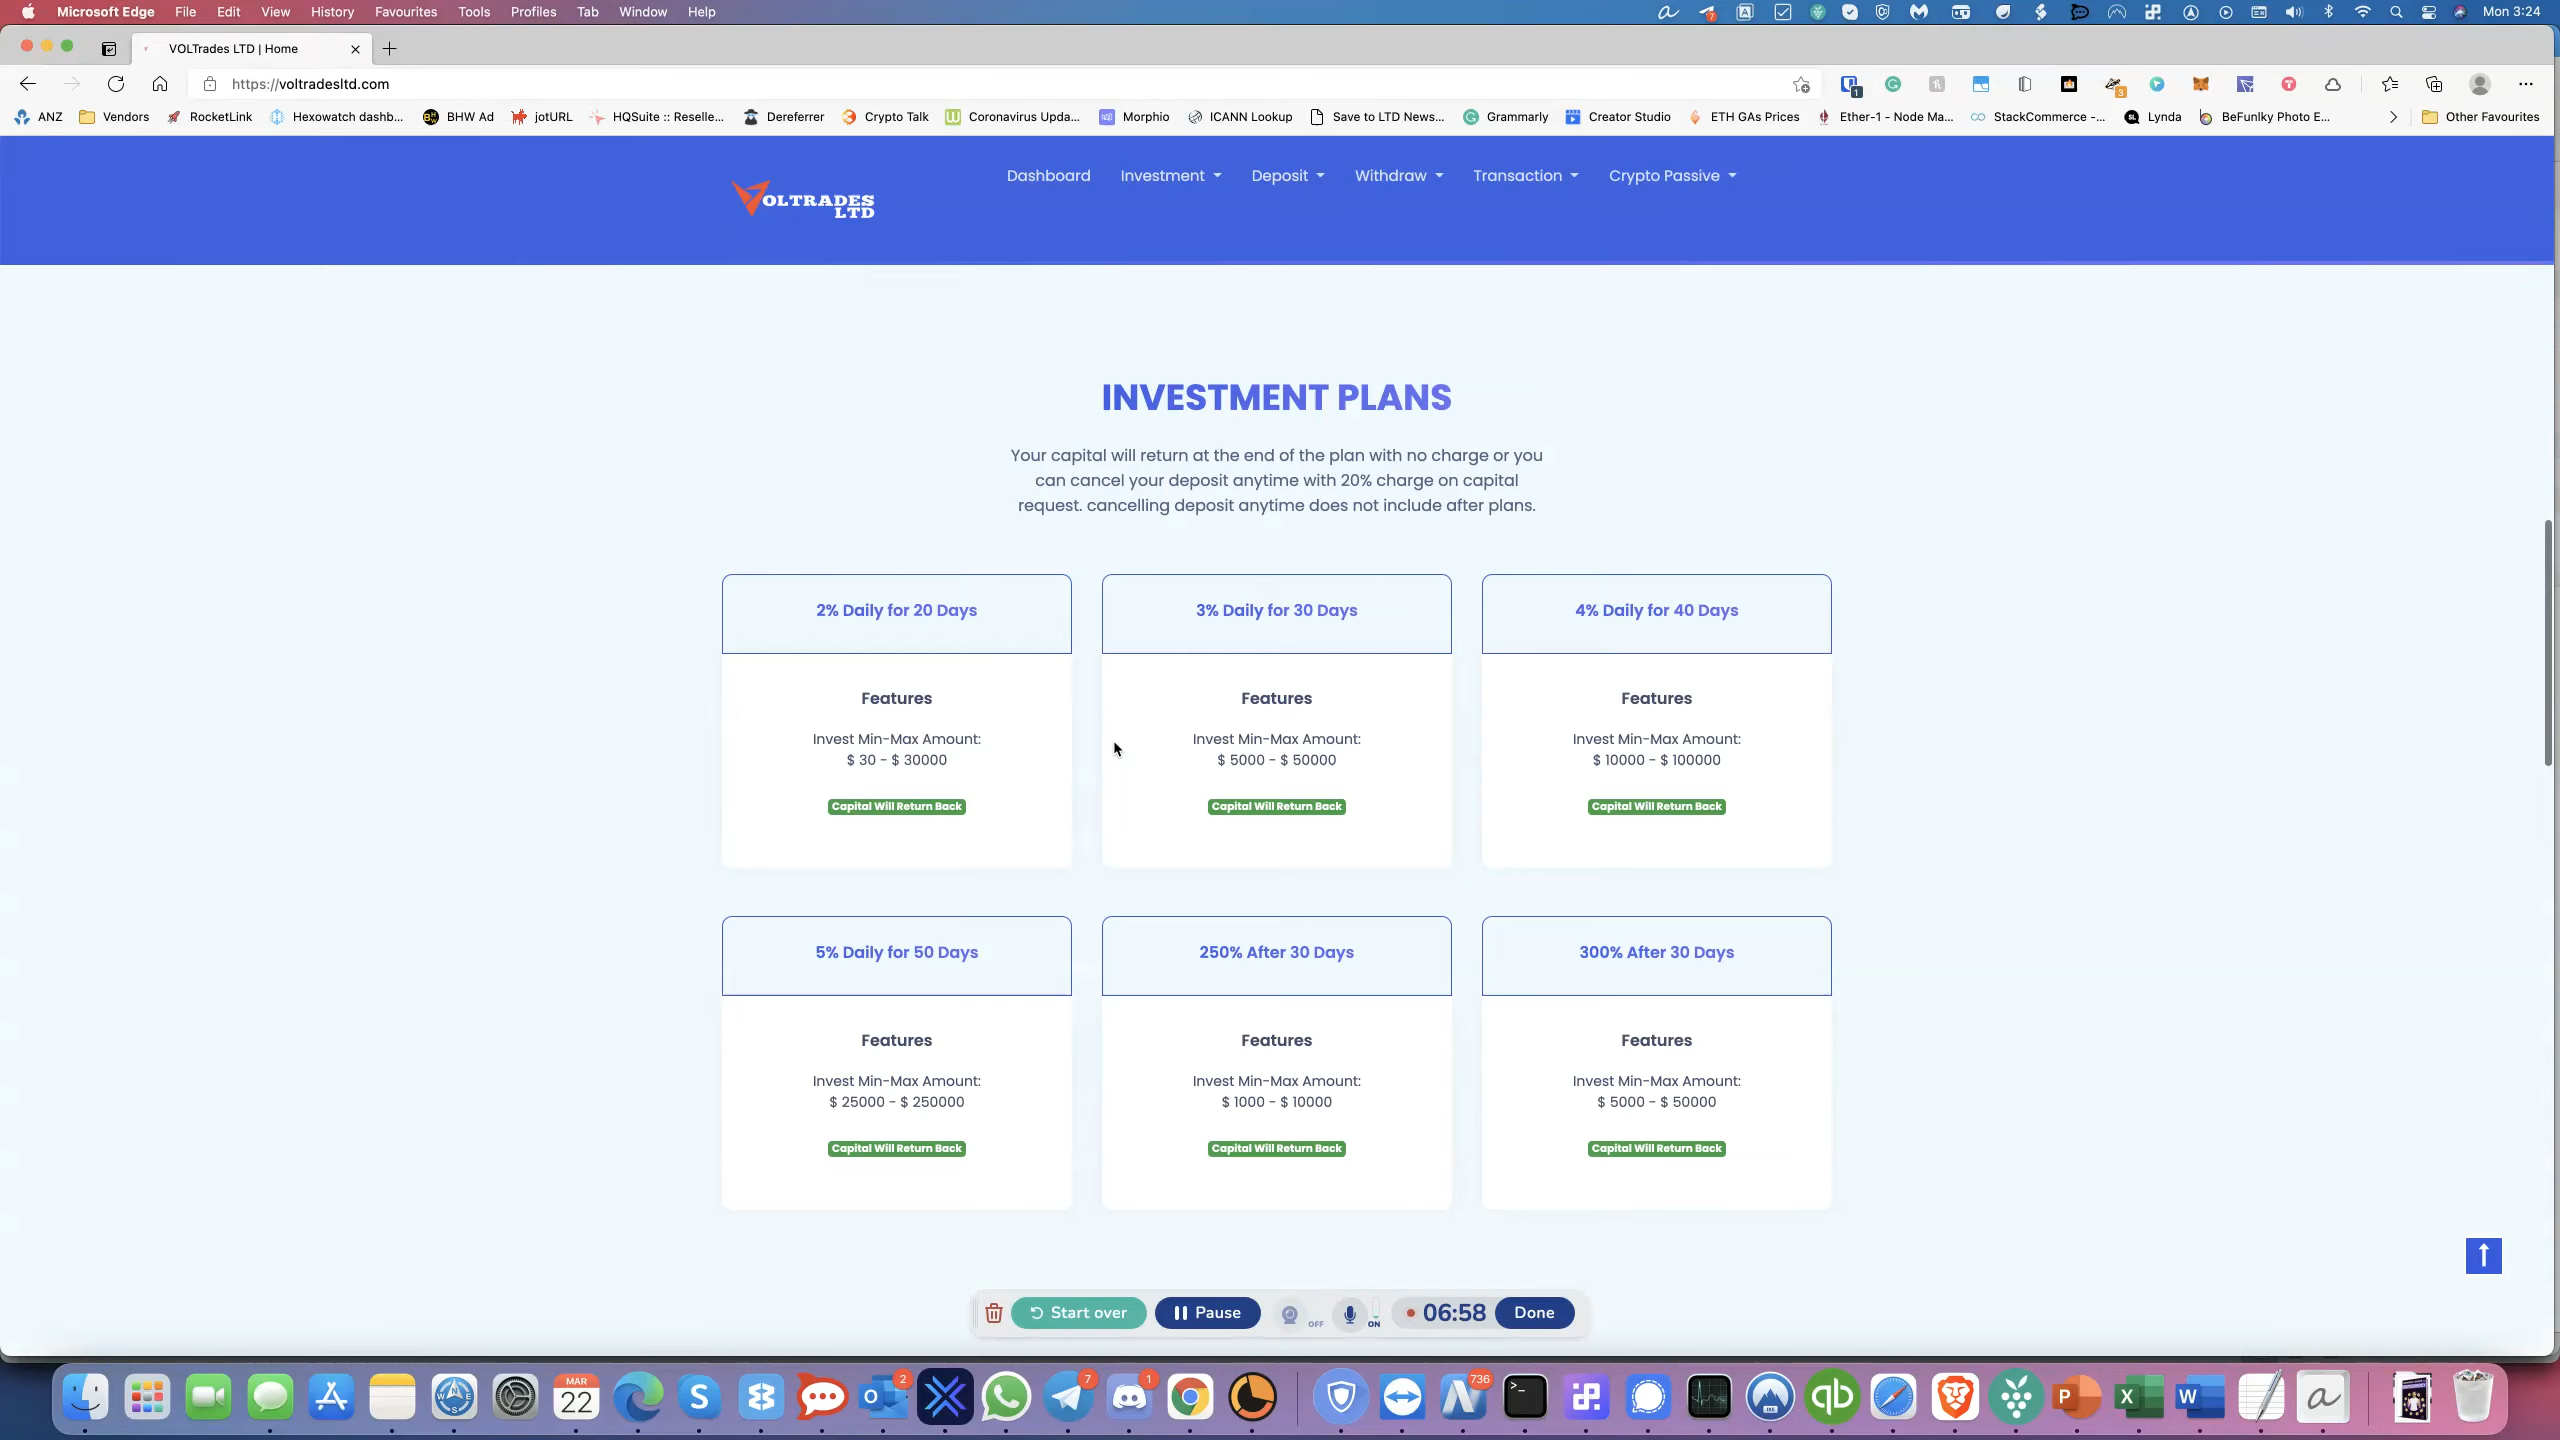 Microsoft Edge File Edit View History Favourites Tools Profiles Tab Window Help
7
Mon 3:24
VOLTrades LTD | Home
https://voltradesltd.com
1
3
ANZ Vendors RocketLink Hexowatch dashb... BHW Ad jotURL HQSuite :: Reselle... Dereferrer Crypto Talk Coronavirus Upda... Morphio ICANN Lookup Save to LTD News... Grammarly Creator Studio ETH GAs Prices Ether-1 - Node Ma... StackCommerce -... Lynda BeFunlky Photo E... Other Favourites
Dashboard Investment Deposit Withdraw Transaction Crypto Passive
VOLTRADES
LTD
INVESTMENT PLANS
Your capital will return at the end of the plan with no charge or you
can cancel your deposit anytime with 20% charge on capital
request. cancelling deposit anytime does not include after plans.
2% Daily for 20 Days
Features
Invest Min-Max Amount:
$ 30 - $ 30000
Capital Will Return Back
3% Daily for 30 Days
Features
Invest Min-Max Amount:
$ 5000 - $ 50000
Capital Will Return Back
4% Daily for 40 Days
Features
Invest Min-Max Amount:
$ 10000 - $ 100000
Capital Will Return Back
5% Daily for 50 Days
Features
Invest Min-Max Amount:
$ 25000 - $ 250000
Capital Will Return Back
250% After 30 Days
Features
Invest Min-Max Amount:
$ 1000 - $ 10000
Capital Will Return Back
300% After 30 Days
Features
Invest Min-Max Amount:
$ 5000 - $ 50000
Capital Will Return Back
Start over Pause OFF ON 06:58 Done
MAR
22
2
7
1
736